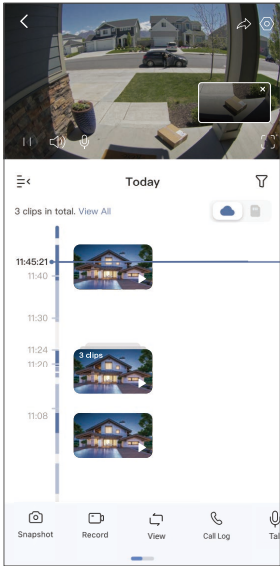 Today
3 clips in total. View All
11:45:21
11:40
11:30
11:24
3 clips
11:20
11:08
Snapshot
Record
View
Call Log
Tal